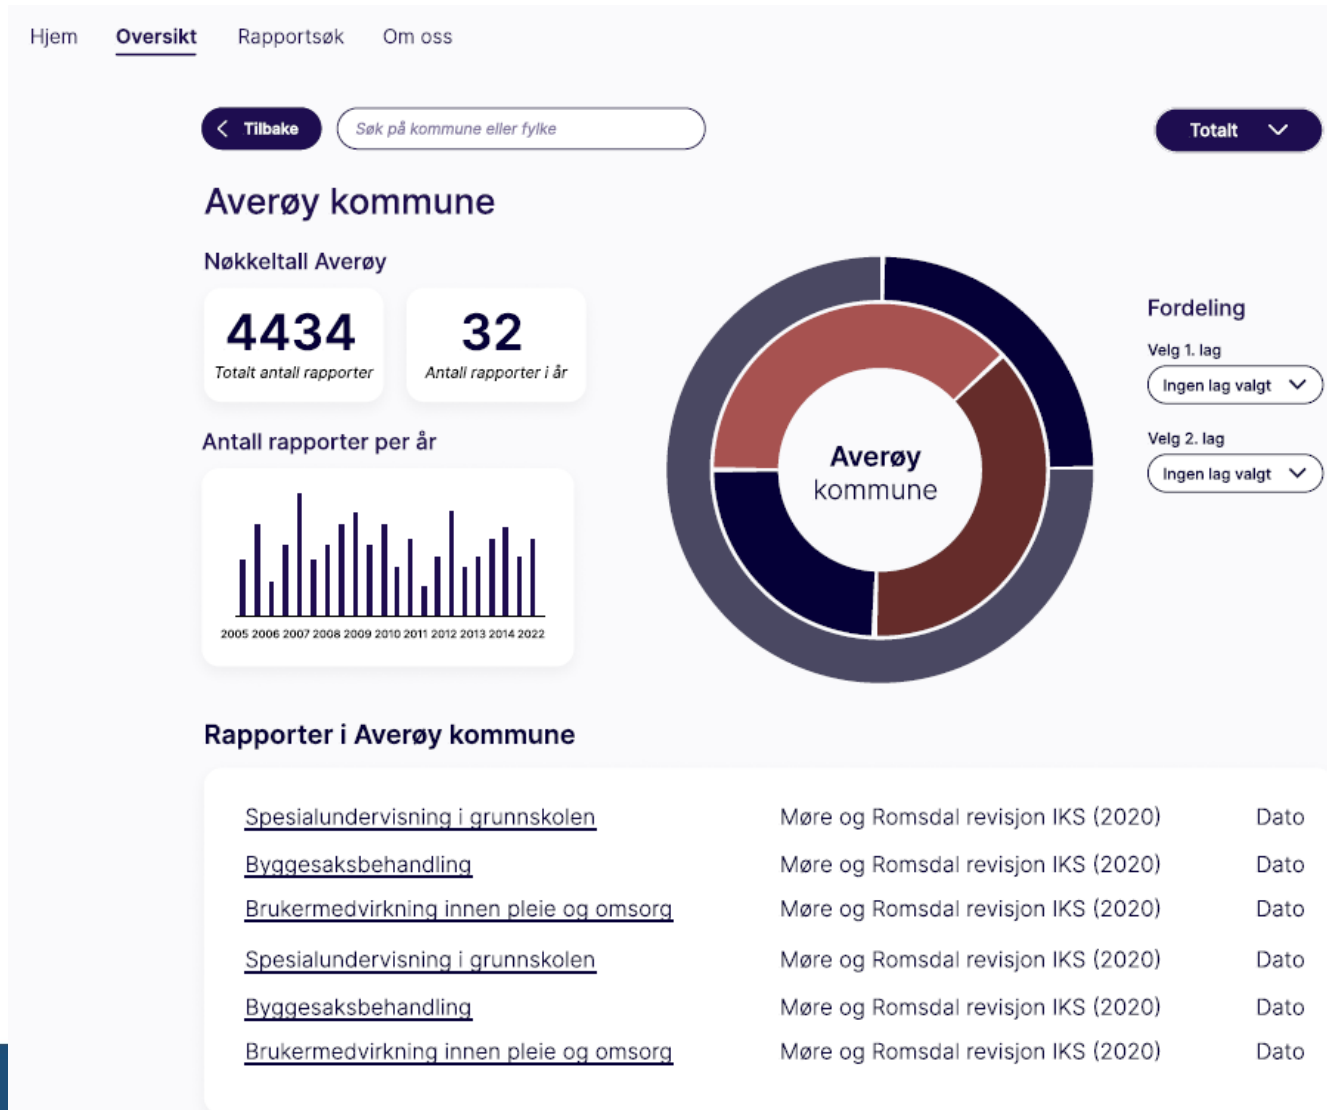 Hjem Oversikt Rapportsøk Om oss
Tilbake Søk på kommune eller fylke Totalt
Averøy kommune
Nøkkeltall Averøy
4434
Totalt antall rapporter
32
Antall rapporter i år
Antall rapporter per år
2005 2006 2007 2008 2009 2010 2011 2012 2013 2014 2022
Averøy
kommune
Fordeling
Velg 1. lag
Ingen lag valgt
Velg 2. lag
Ingen lag valgt
Rapporter i Averøy kommune
Spesialundervisning i grunnskolen Møre og Romsdal revisjon IKS (2020) Dato
Byggesaksbehandling Møre og Romsdal revisjon IKS (2020) Dato
Brukermedvirkning innen pleie og omsorg Møre og Romsdal revisjon IKS (2020) Dato
Spesialundervisning i grunnskolen Møre og Romsdal revisjon IKS (2020) Dato
Byggesaksbehandling Møre og Romsdal revisjon IKS (2020) Dato
Brukermedvirkning innen pleie og omsorg Møre og Romsdal revisjon IKS (2020) Dato